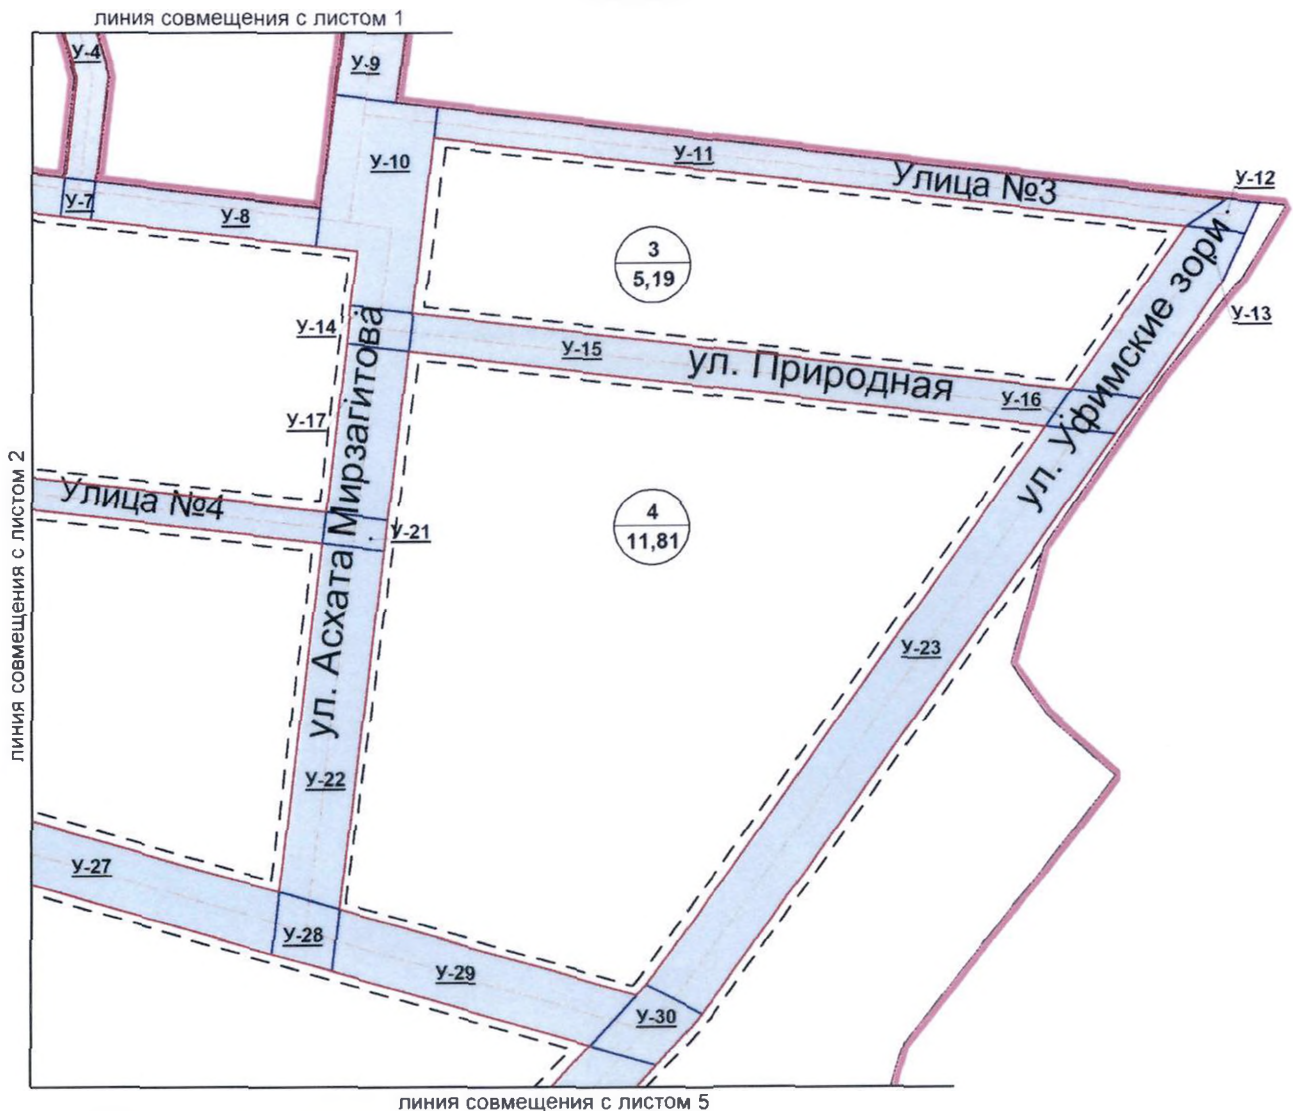 линия совмещения с листом 1
У-4
У-9
У-10
У-11
Улица №3
У-12
У-7
У-8
3
5,19
У-13
У-14
У-15
ул. Природная
У-16
ул. Уфимские зори
У-17
ул. Асхата Мирзагитова
линия совмещения с листом 2
Улица №4
У-21
4
11,81
У-23
У-22
У-27
У-28
У-29
У-30
линия совмещения с листом 5